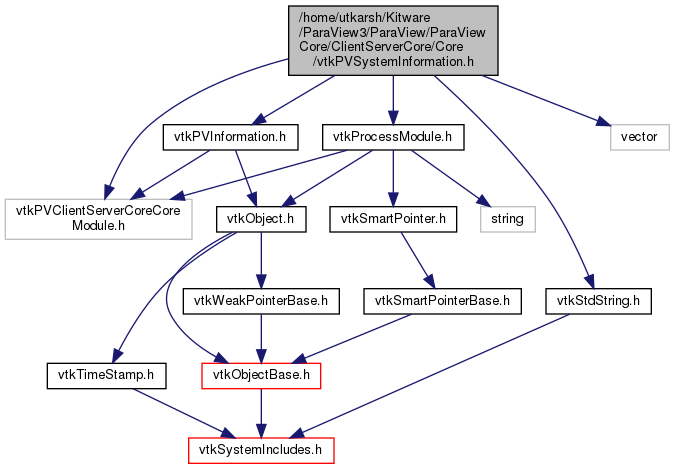 /home/utkarsh/Kitware
/ParaView3/ParaView/ParaView
Core/ClientServerCore/Core
/vtkPVSystemInformation.h
vtkPVInformation.h
vtkProcessModule.h
vector
vtkPVClientServerCoreCore
Module.h
vtkObject.h
vtkSmartPointer.h
string
vtkWeakPointerBase.h
vtkSmartPointerBase.h
vtkStdString.h
vtkTimeStamp.h
vtkObjectBase.h
vtkSystemIncludes.h